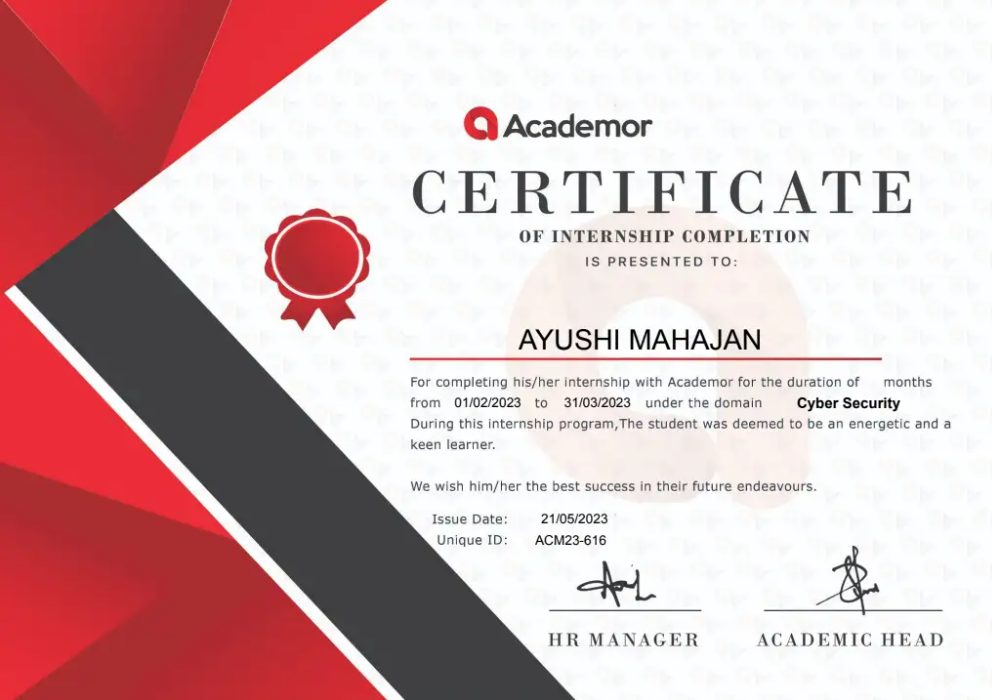 Academor
CERTIFICATE
OF INTERNSHIP COMPLETION
IS PRESENTED TO:
AYUSHI MAHAJAN
For completing his/her internship with Academor for the duration of months
from 01/02/2023 to 31/03/2023 under the domain Cyber Security
During this internship program,The student was deemed to be an energetic and a
keen learner.
We wish him/her the best success in their future endeavours.
Issue Date: 21/05/2023
Unique ID: ACM23-616
HR MANAGER ACADEMIC HEAD